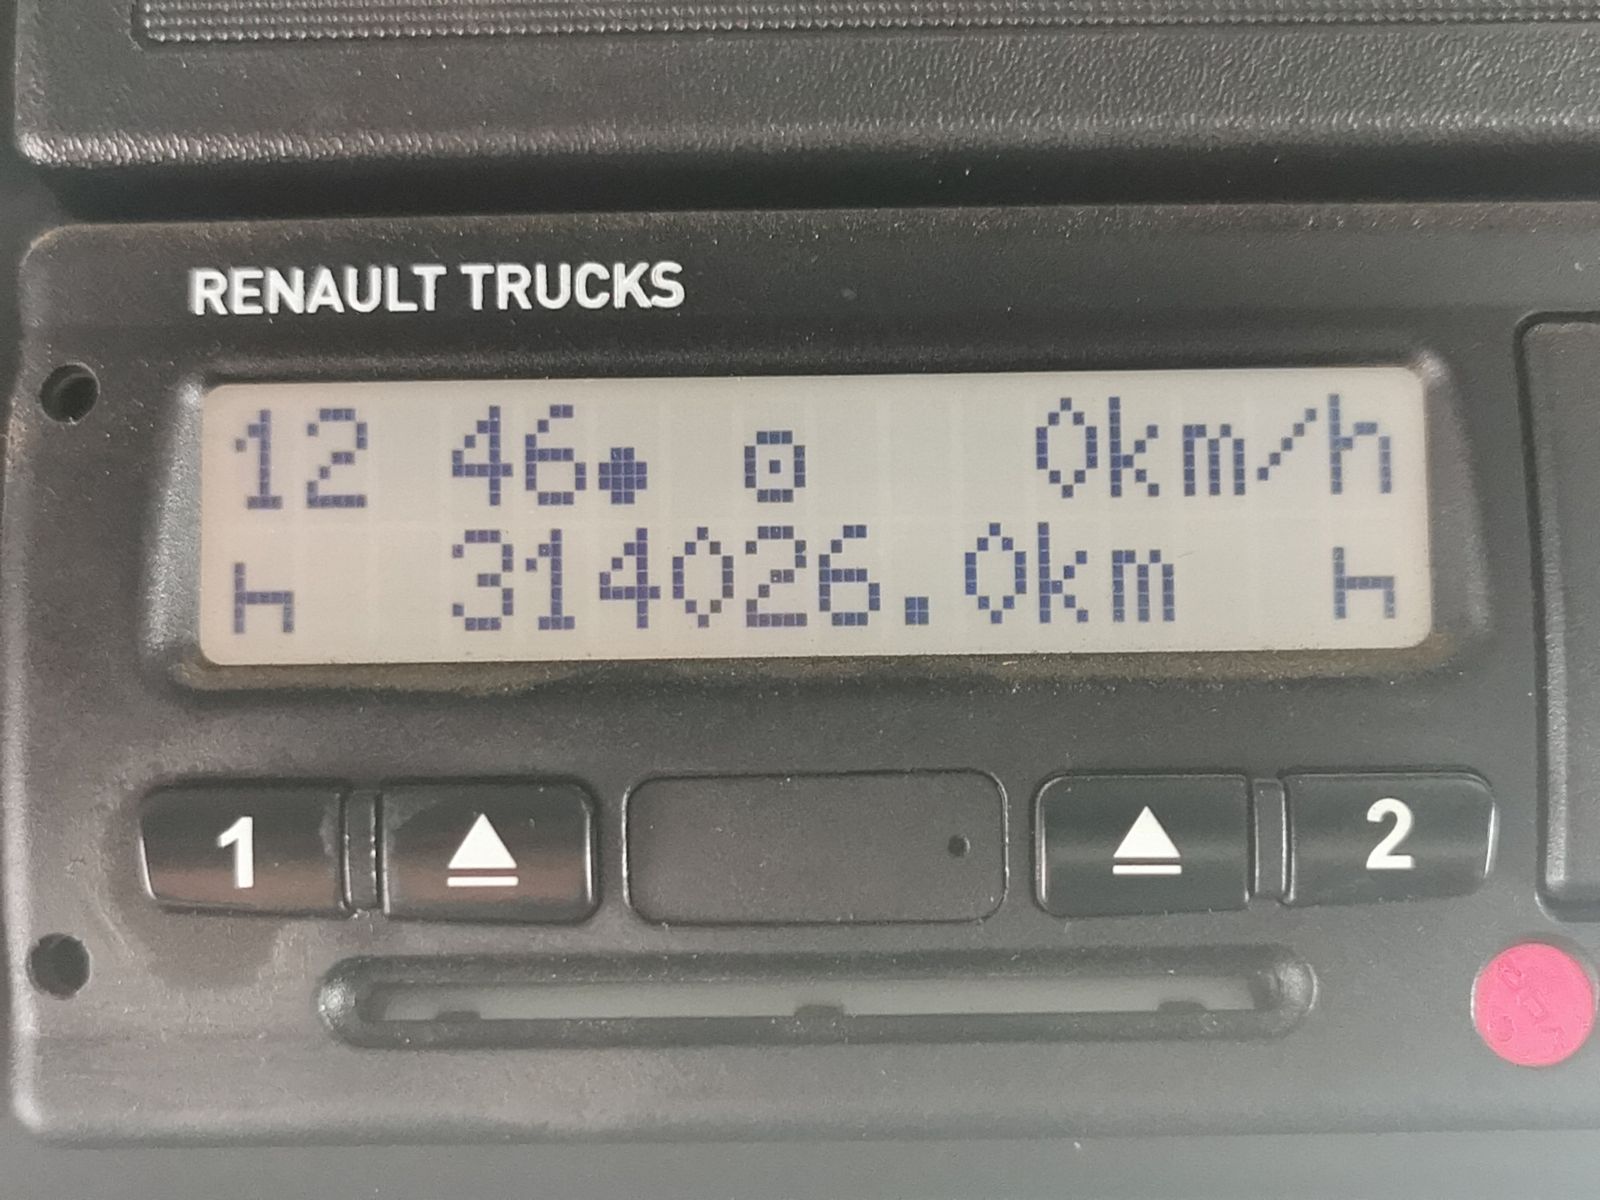 RENAULT TRUCKS
12 46● ⊙ 0km/h
h 314026.0km h
1 ⏏ ⏏ 2